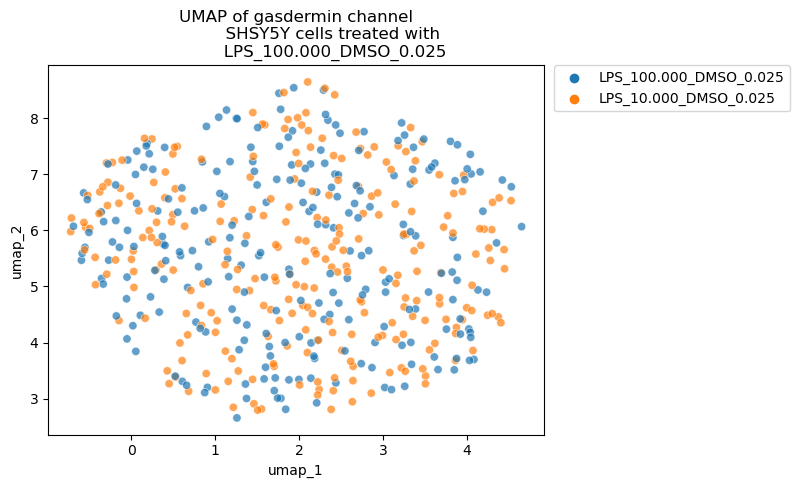 UMAP of gasdermin channel
SHSY5Y cells treated with
LPS_100.000_DMSO_0.025
LPS_100.000_DMSO_0.025
LPS_10.000_DMSO_0.025
8
7
6
5
4
3
umap_2
0
1
2
3
4
umap_1